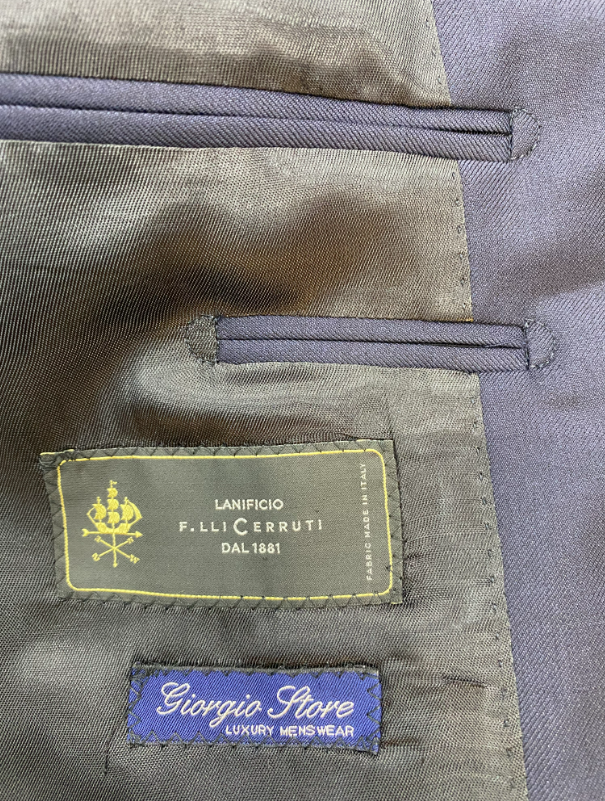 LANIFICIO
F.LLI CERRUTI
DAL 1881
FABRIC MADE IN ITALY
Giorgio Store
LUXURY MENSWEAR